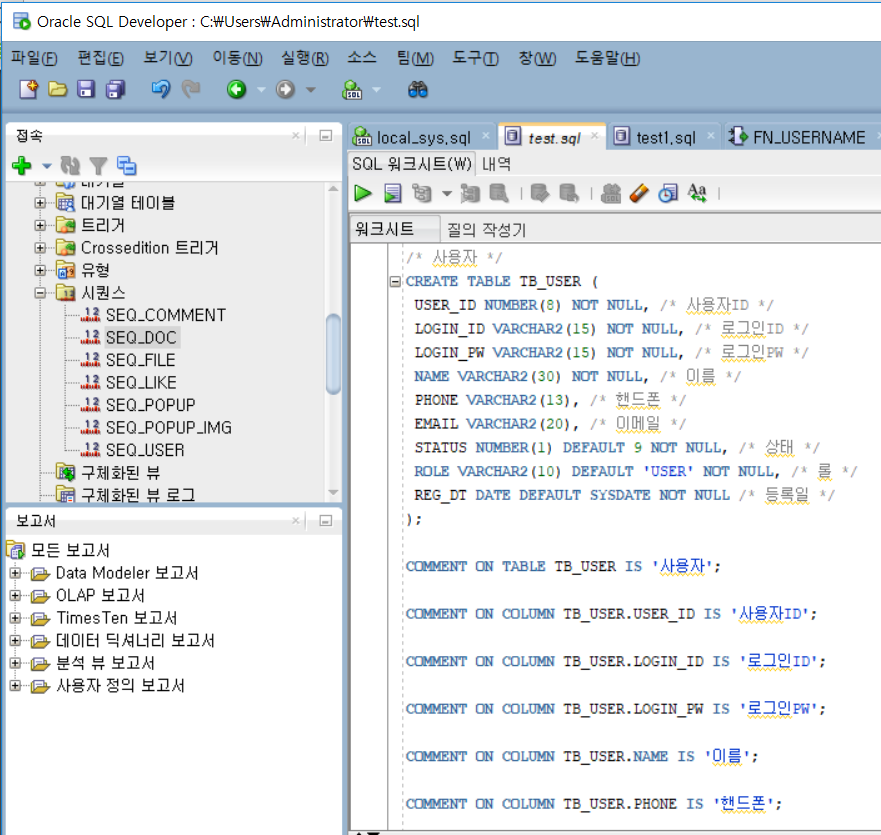 Oracle SQL Developer : C:₩Users₩Administrator₩test.sql
파일(F) 편집(E) 보기(V) 이동(N) 실행(R) 소스 팀(M) 도구(T) 창(W) 도움말(H)
접속
대기열 테이블
트리거
Crossedition 트리거
유형
시퀀스
SEQ_COMMENT
SEQ_DOC
SEQ_FILE
SEQ_LIKE
SEQ_POPUP
SEQ_POPUP_IMG
SEQ_USER
구체화된 뷰
구체화된 뷰 로그
보고서
모든 보고서
Data Modeler 보고서
OLAP 보고서
TimesTen 보고서
데이터 딕셔너리 보고서
분석 뷰 보고서
사용자 정의 보고서
local_sys.sql test.sql test1.sql FN_USERNAME
SQL 워크시트(W) 내역
워크시트 질의 작성기
/* 사용자 */
CREATE TABLE TB_USER (
USER_ID NUMBER(8) NOT NULL, /* 사용자ID */
LOGIN_ID VARCHAR2(15) NOT NULL, /* 로그인ID */
LOGIN_PW VARCHAR2(15) NOT NULL, /* 로그인PW */
NAME VARCHAR2(30) NOT NULL, /* 이름 */
PHONE VARCHAR2(13), /* 핸드폰 */
EMAIL VARCHAR2(20), /* 이메일 */
STATUS NUMBER(1) DEFAULT 9 NOT NULL, /* 상태 */
ROLE VARCHAR2(10) DEFAULT 'USER' NOT NULL, /* 롤 */
REG_DT DATE DEFAULT SYSDATE NOT NULL /* 등록일 */
);
COMMENT ON TABLE TB_USER IS '사용자';
COMMENT ON COLUMN TB_USER.USER_ID IS '사용자ID';
COMMENT ON COLUMN TB_USER.LOGIN_ID IS '로그인ID';
COMMENT ON COLUMN TB_USER.LOGIN_PW IS '로그인PW';
COMMENT ON COLUMN TB_USER.NAME IS '이름';
COMMENT ON COLUMN TB_USER.PHONE IS '핸드폰';